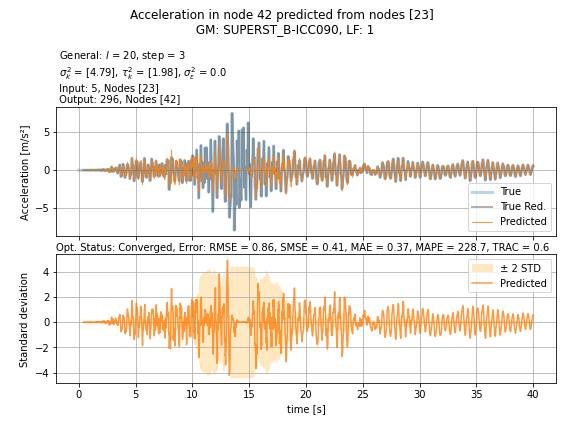 Acceleration in node 42 predicted from nodes [23]
GM: SUPERST_B-ICC090, LF: 1
General: l = 20, step = 3
σ²ₖ = [4.79], τ²ₖ = [1.98], σ²ε = 0.0
Input: 5, Nodes [23]
Output: 296, Nodes [42]
Acceleration [m/s²]
5
0
−5
True
True Red.
Predicted
Opt. Status: Converged, Error: RMSE = 0.86, SMSE = 0.41, MAE = 0.37, MAPE = 228.7, TRAC = 0.6
Standard deviation
4
2
0
−2
−4
± 2 STD
Predicted
0 5 10 15 20 25 30 35 40
time [s]